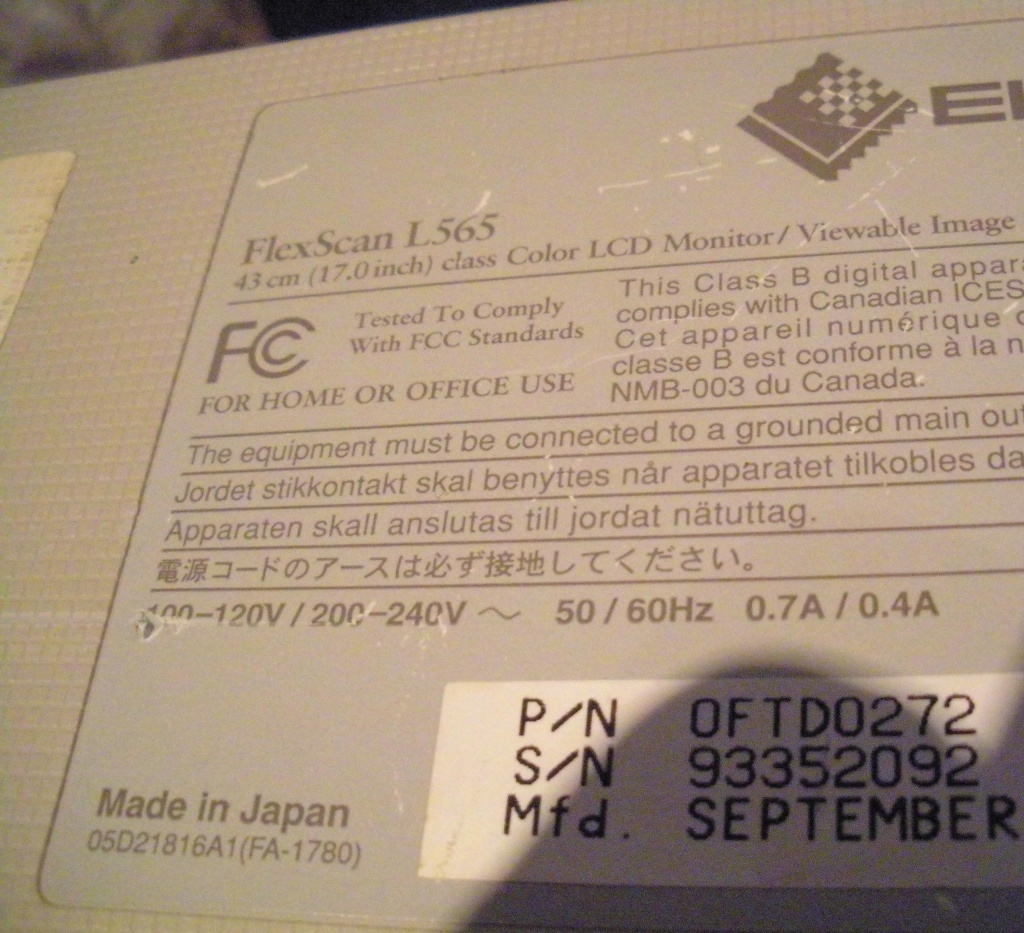 FlexScan L565
43 cm (17.0 inch) class Color LCD Monitor/ Viewable Image
FCC
Tested To Comply
With FCC Standards
FOR HOME OR OFFICE USE
This Class B digital
complies with Canadian ICES
Cet appareil numérique
classe B est conforme à la
NMB-003 du Canada.
The equipment must be connected to a grounded main
Jordet stikkontakt skal benyttes når apparatet tilkobles
Apparaten skall anslutas till jordat nätuttag.
電源コードのアースは必ず接地してください。
100–120V / 200–240V ～ 50 / 60Hz 0.7A / 0.4A
P/N 0FTD0272
S/N 93352092
Mfd. SEPTEMBER
Made in Japan
05D21816A1(FA-1780)